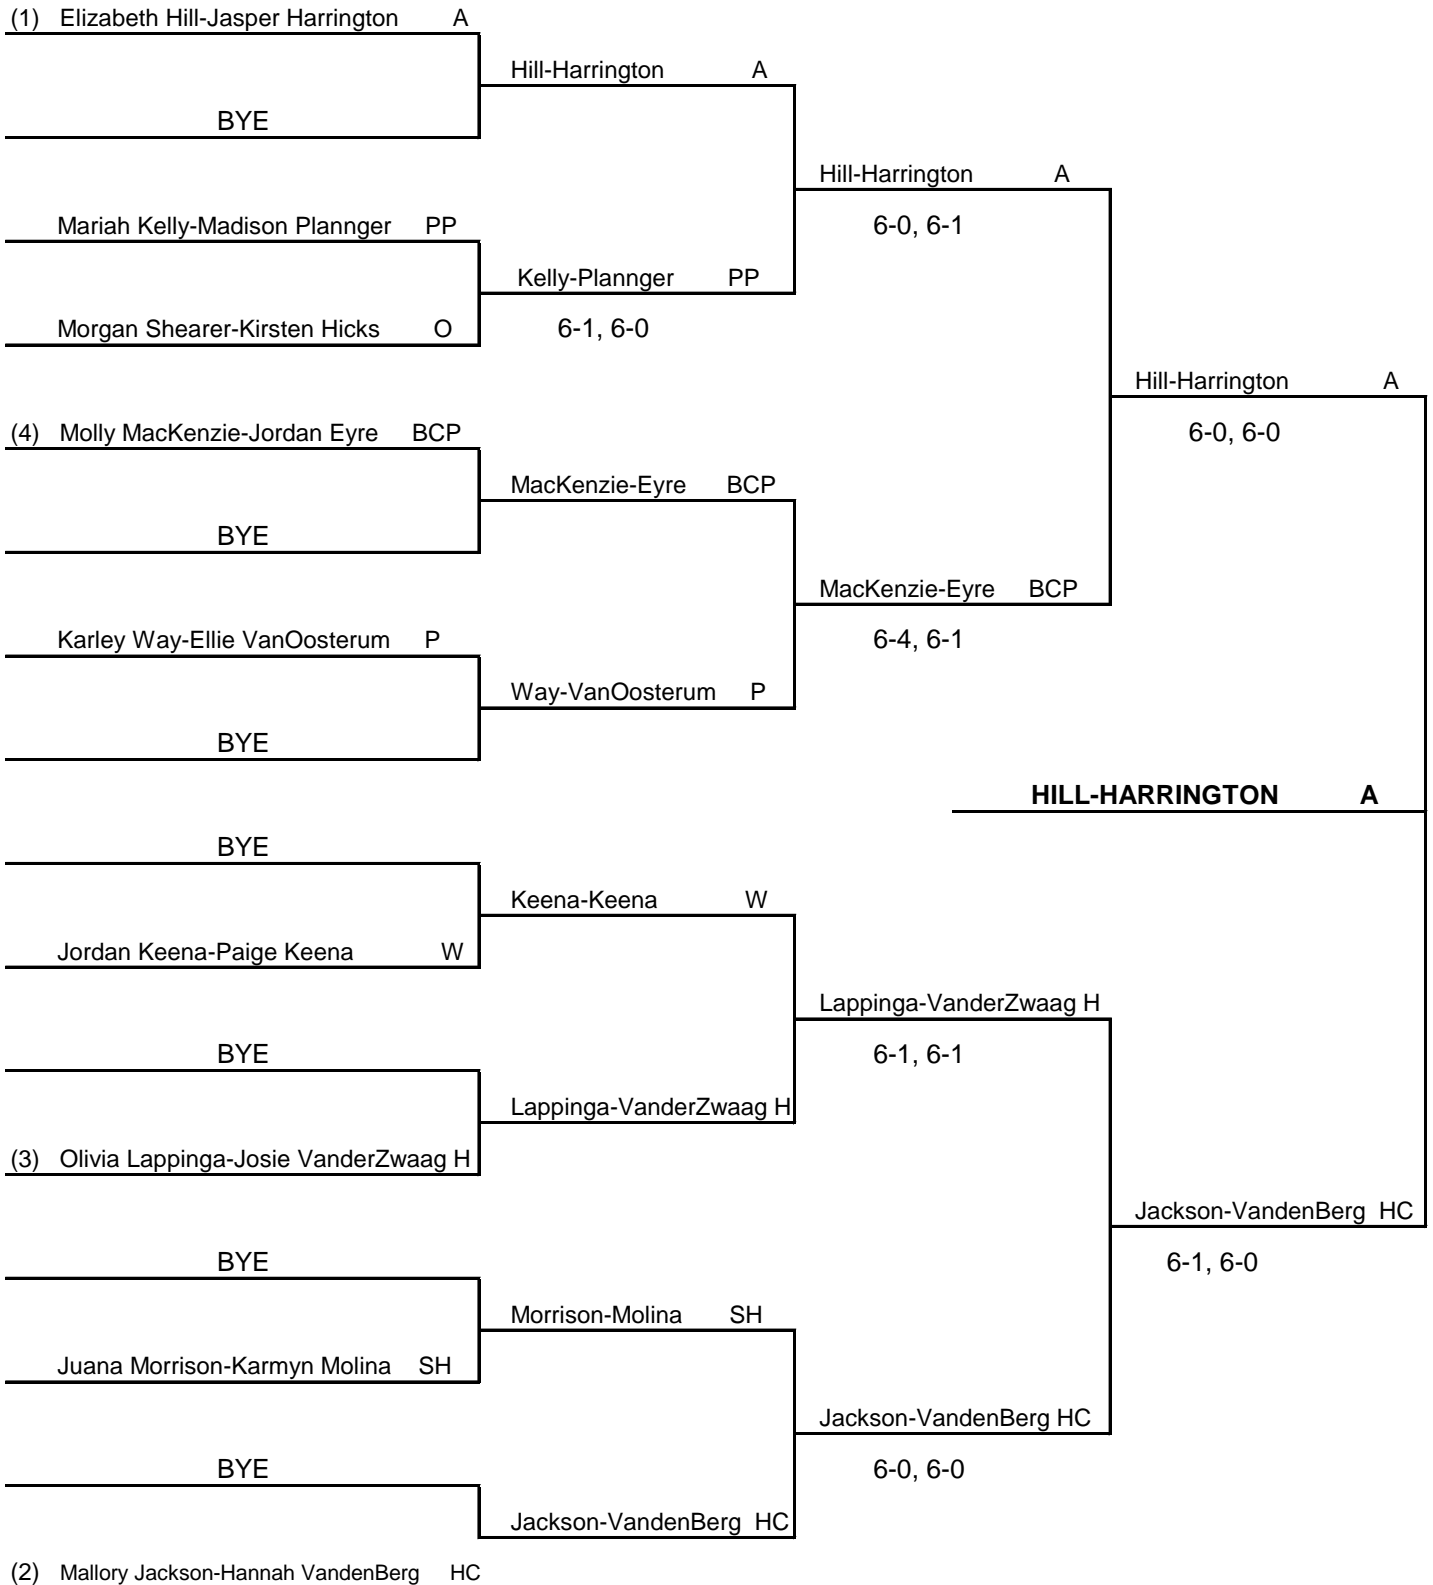 (1) Elizabeth Hill-Jasper Harrington A
Hill-Harrington A
BYE
Hill-Harrington A
Mariah Kelly-Madison Plannger PP
6-0, 6-1
Kelly-Plannger PP
Morgan Shearer-Kirsten Hicks O
6-1, 6-0
Hill-Harrington A
(4) Molly MacKenzie-Jordan Eyre BCP
6-0, 6-0
MacKenzie-Eyre BCP
BYE
MacKenzie-Eyre BCP
Karley Way-Ellie VanOosterum P
6-4, 6-1
Way-VanOosterum P
BYE
HILL-HARRINGTON A
BYE
Keena-Keena W
Jordan Keena-Paige Keena W
Lappinga-VanderZwaag H
BYE
6-1, 6-1
Lappinga-VanderZwaag H
(3) Olivia Lappinga-Josie VanderZwaag H
Jackson-VandenBerg HC
BYE
6-1, 6-0
Morrison-Molina SH
Juana Morrison-Karmyn Molina SH
Jackson-VandenBerg HC
BYE
6-0, 6-0
Jackson-VandenBerg HC
(2) Mallory Jackson-Hannah VandenBerg HC